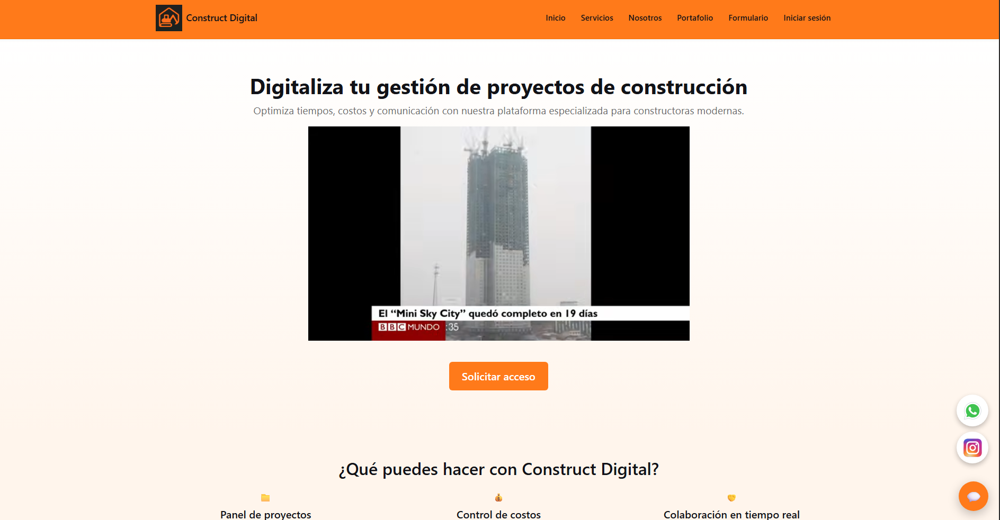 Construct Digital
Inicio Servicios Nosotros Portafolio Formulario Iniciar sesión
Digitaliza tu gestión de proyectos de construcción
Optimiza tiempos, costos y comunicación con nuestra plataforma especializada para constructoras modernas.
El “Mini Sky City” quedó completo en 19 días
BBC MUNDO :35
Solicitar acceso
¿Qué puedes hacer con Construct Digital?
Panel de proyectos
Control de costos
Colaboración en tiempo real